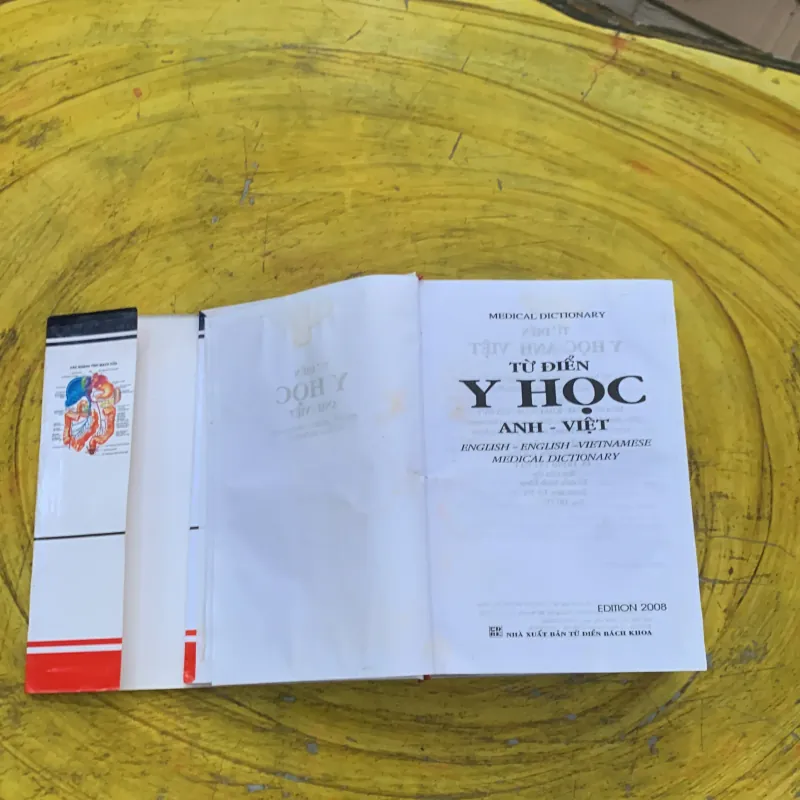 MEDICAL DICTIONARY
TỪ ĐIỂN
Y HỌC
ANH - VIỆT
ENGLISH - ENGLISH -VIETNAMESE
MEDICAL DICTIONARY
EDITION 2008
NHÀ XUẤT BẢN TỪ ĐIỂN BÁCH KHOA